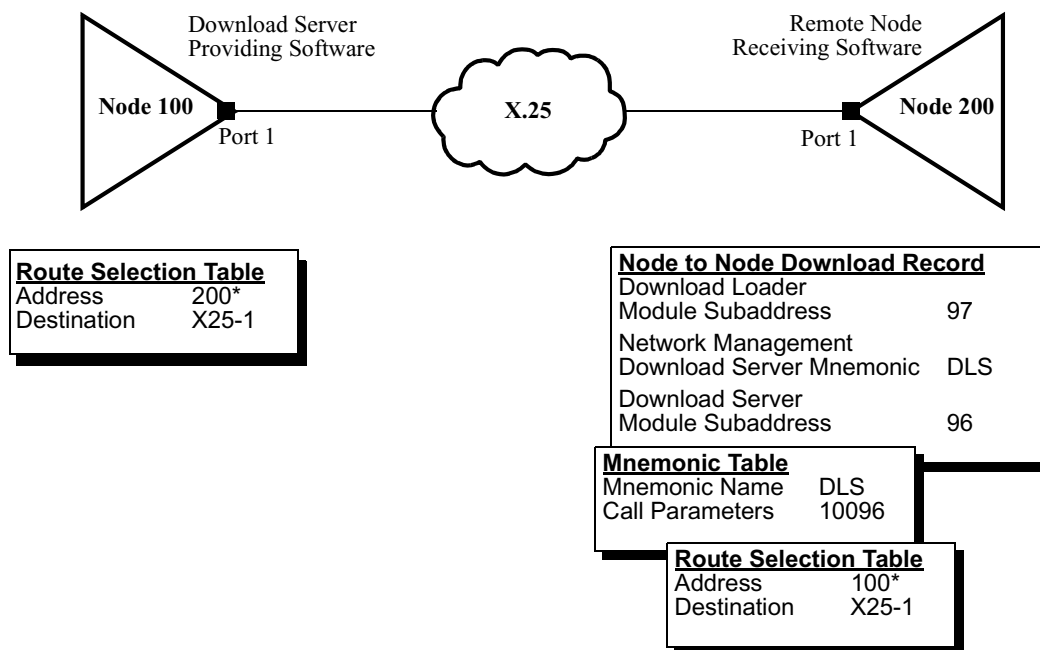 Download Server
Providing Software
Remote Node
Receiving Software
Node 100
X.25
Node 200
Port 1
Port 1
Route Selection Table
Address 200*
Destination X25-1
Node to Node Download Record
Download Loader
Module Subaddress 97
Network Management
Download Server Mnemonic DLS
Download Server
Module Subaddress 96
Mnemonic Table
Mnemonic Name DLS
Call Parameters 10096
Route Selection Table
Address 100*
Destination X25-1